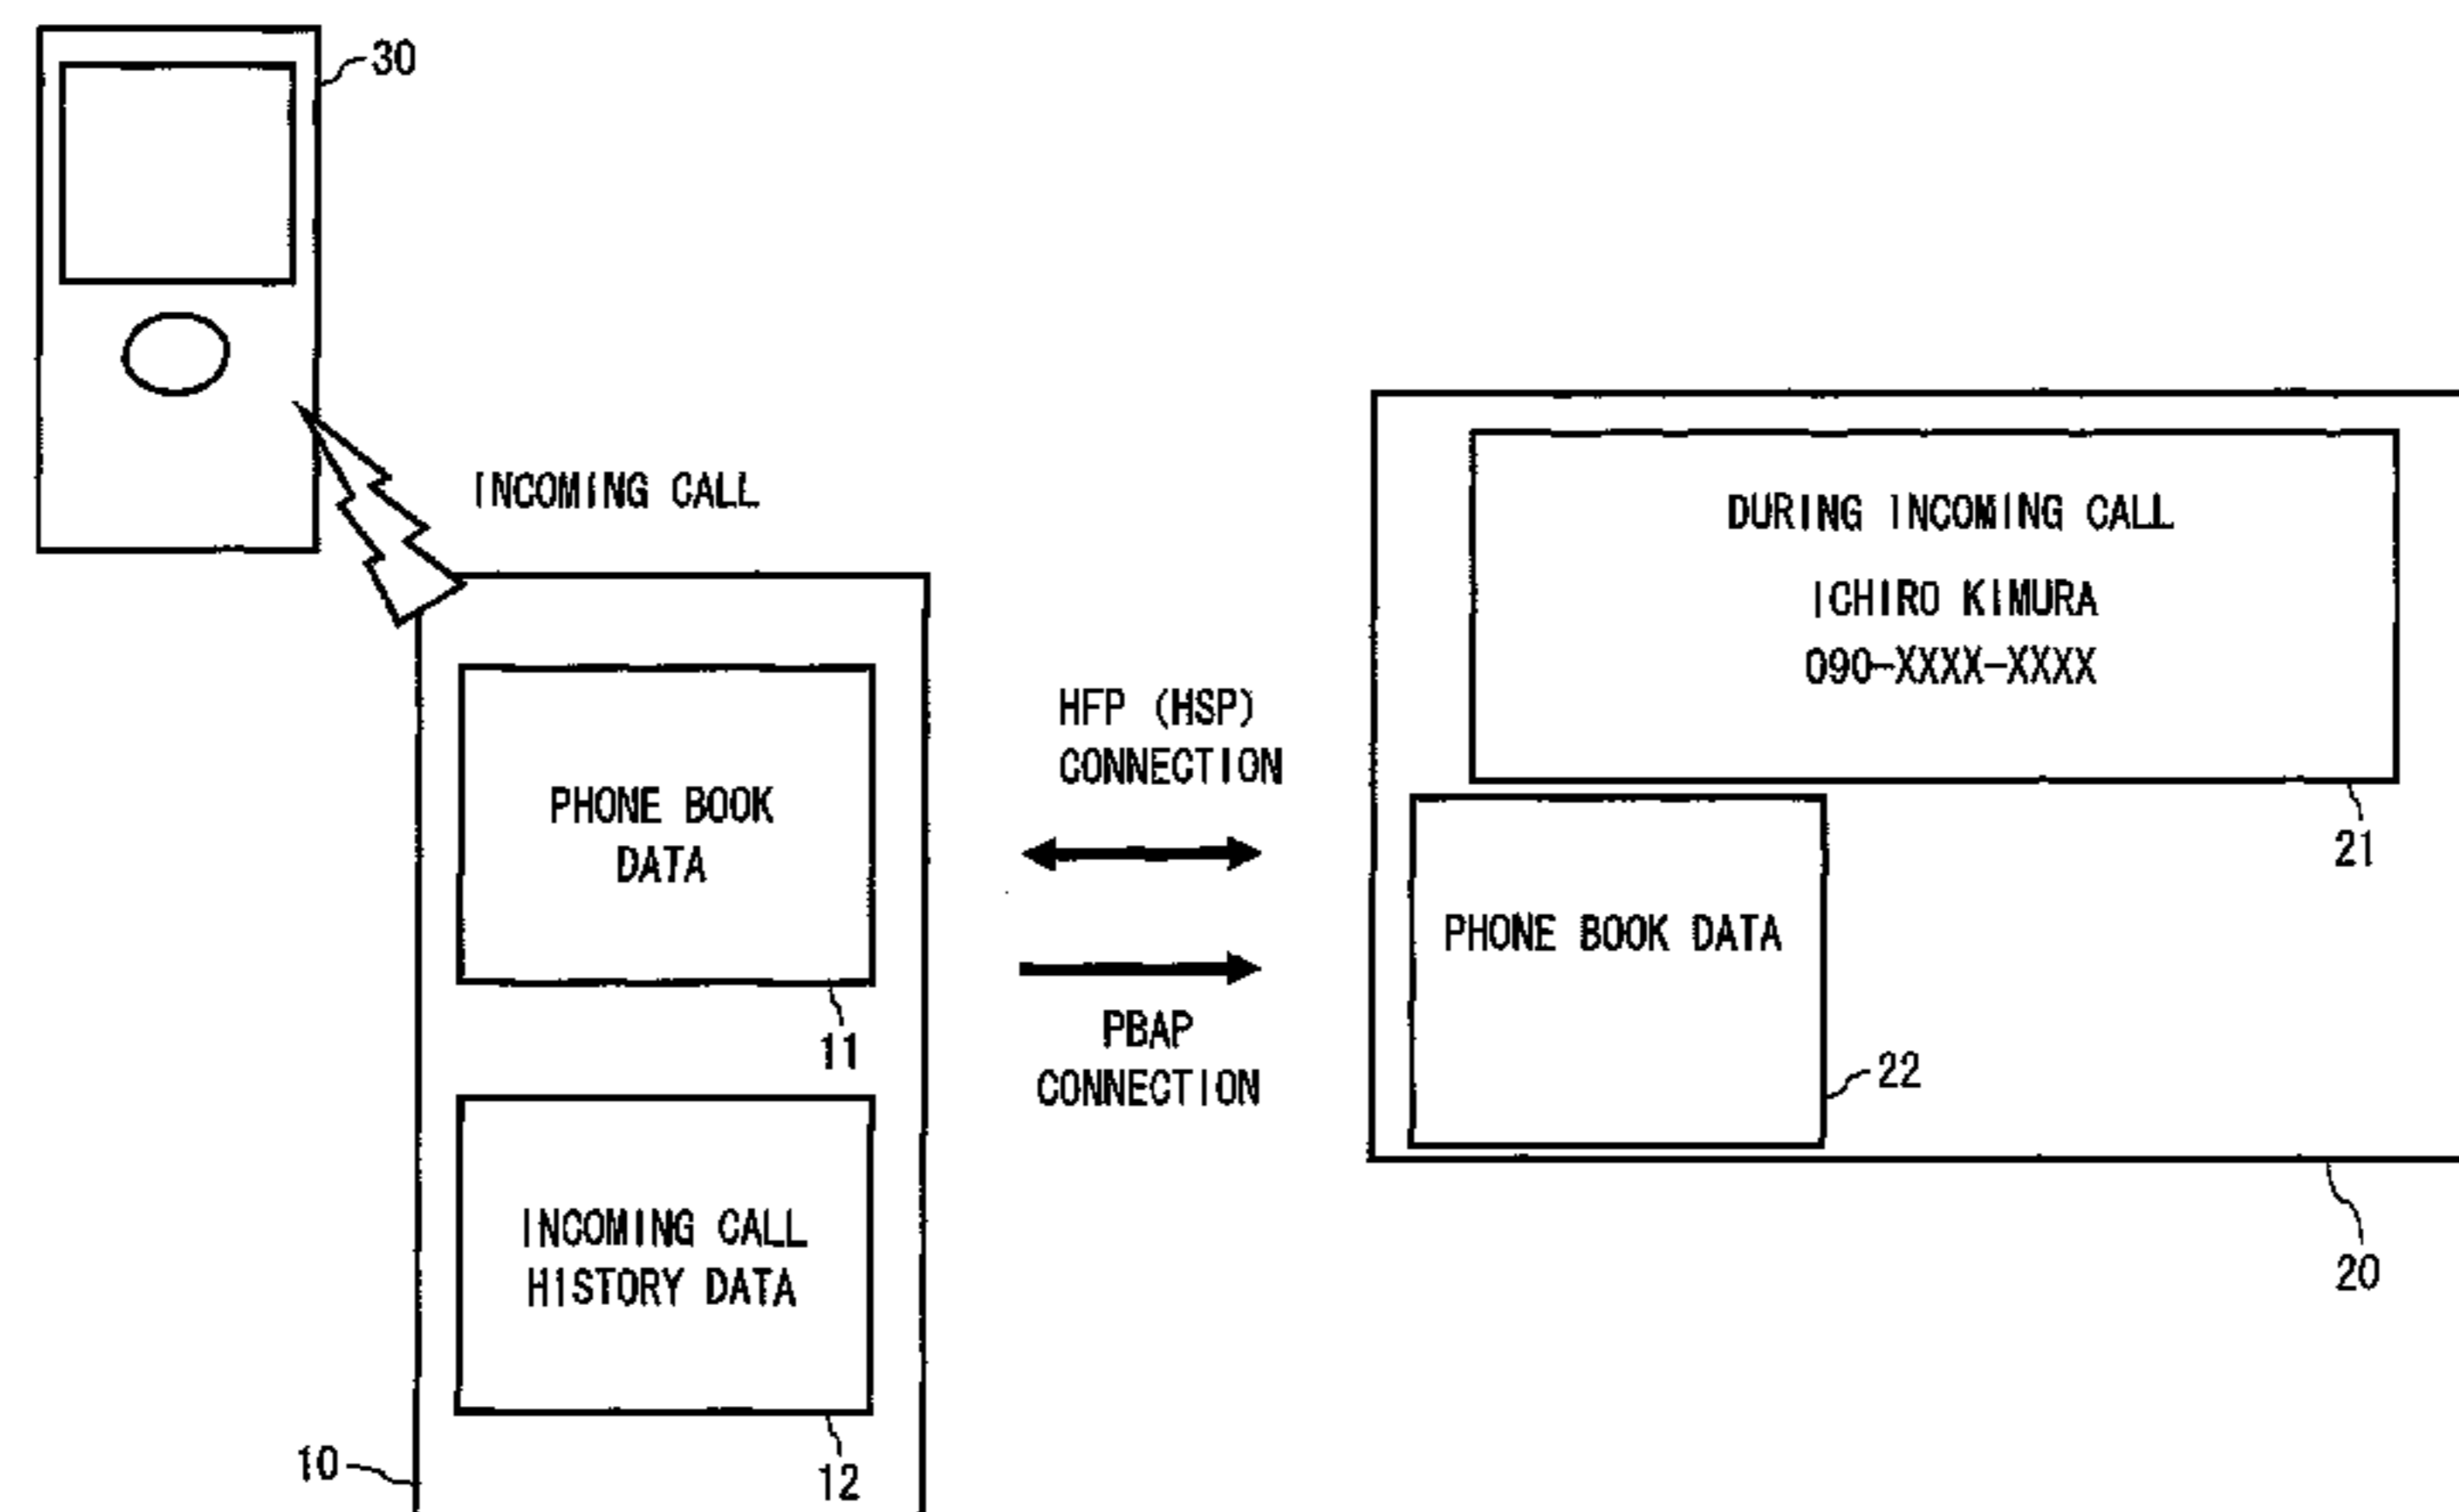 30
INCOMING CALL
DURING INCOMING CALL
ICHIRO KIMURA
090-XXXX-XXXX
21
HFP (HSP)
CONNECTION
PHONE BOOK
DATA
11
PBAP
CONNECTION
PHONE BOOK DATA
22
20
INCOMING CALL
HISTORY DATA
12
10